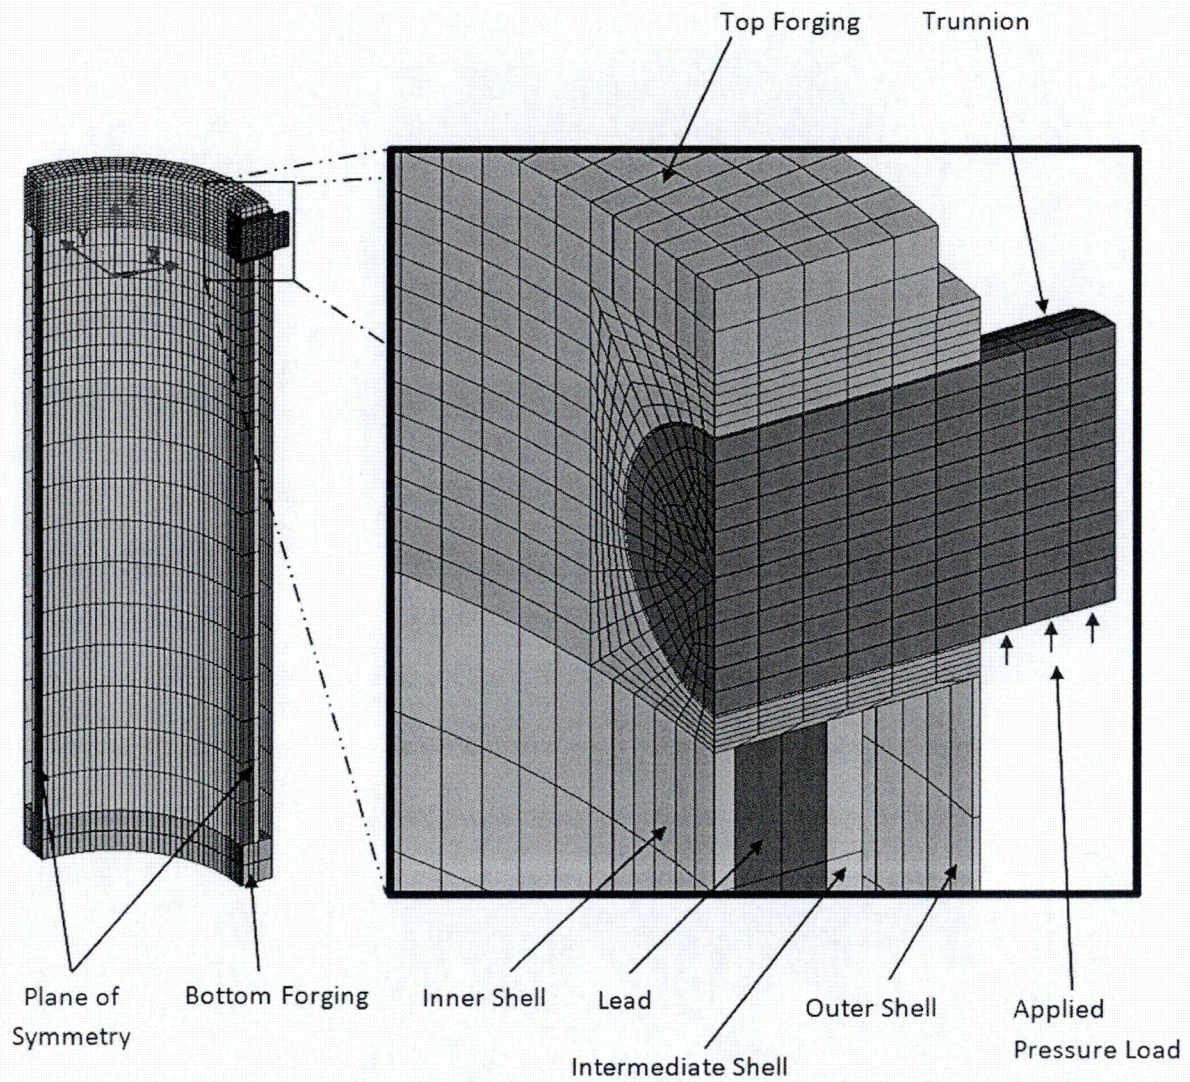 Top Forging
Trunnion
Plane of
Symmetry
Bottom Forging
Inner Shell
Lead
Intermediate Shell
Outer Shell
Applied
Pressure Load